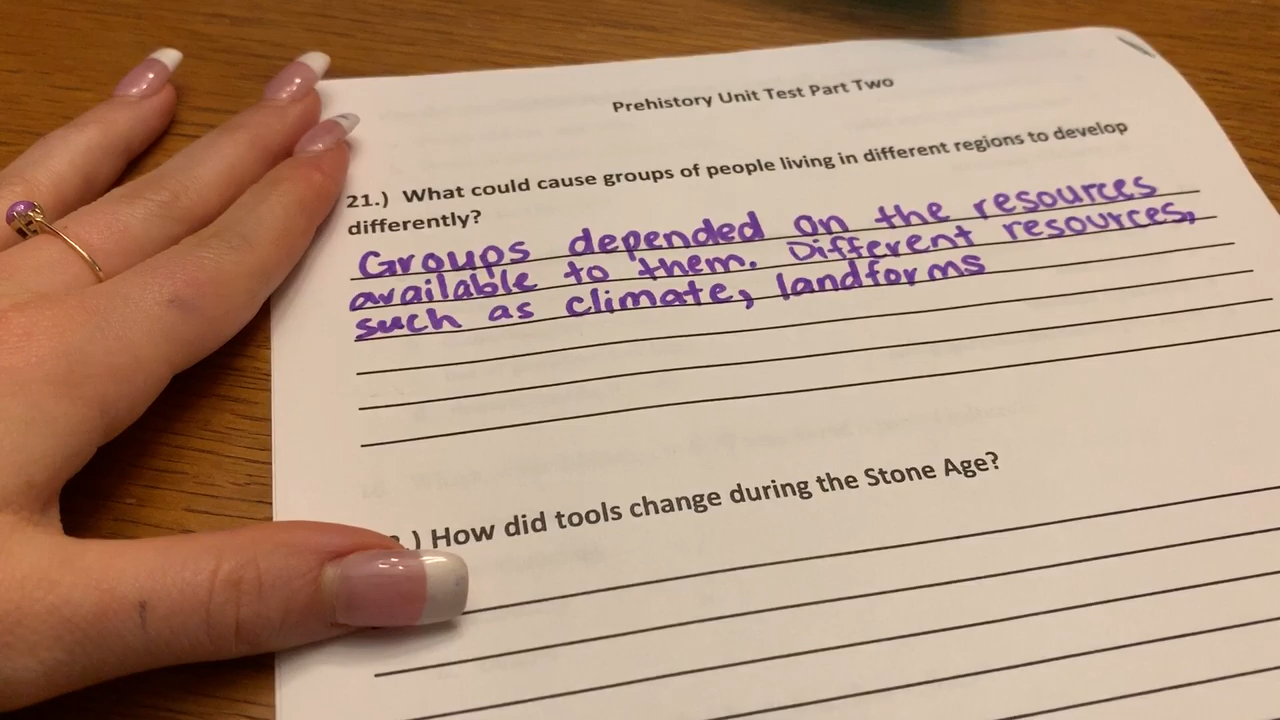 Prehistory Unit Test Part Two
21.) What could cause groups of people living in different regions to develop
differently?
Groups depended on the resources
available to them. Different resources,
such as climate, landforms
.) How did tools change during the Stone Age?